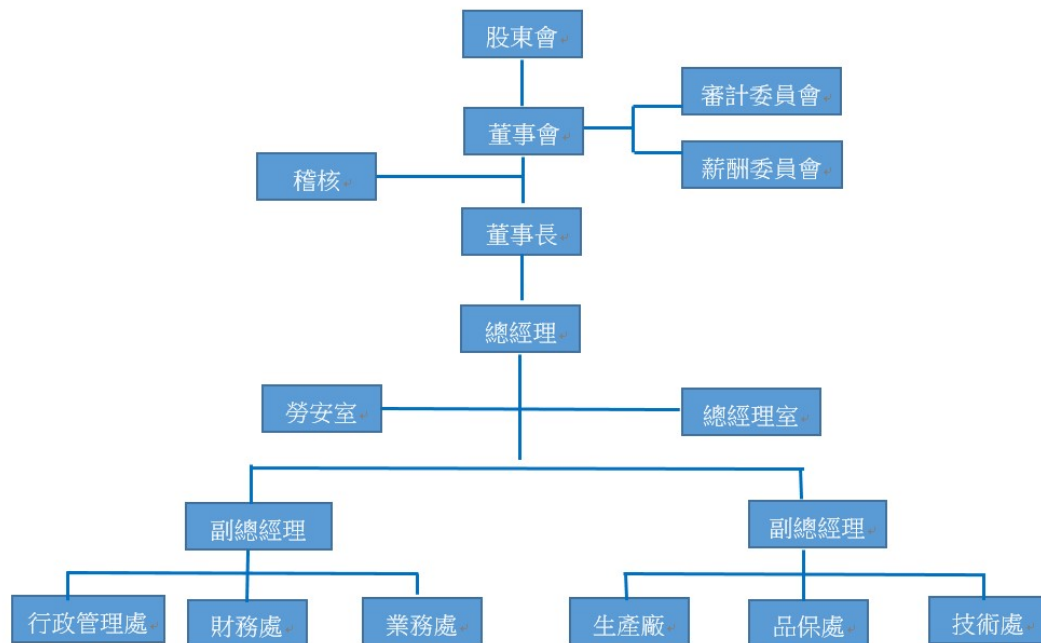 股東會
審計委員會
董事會
薪酬委員會
稽核
董事長
總經理
勞安室
總經理室
副總經理
副總經理
行政管理處
財務處
業務處
生產廠
品保處
技術處